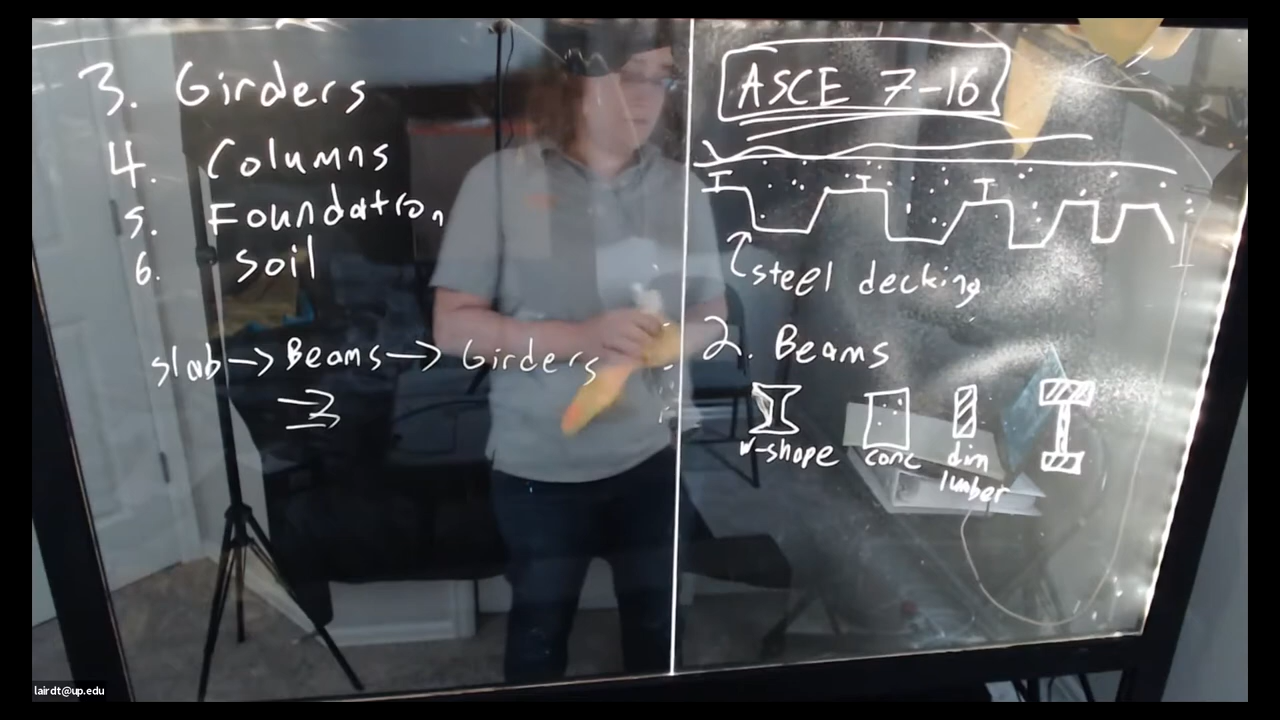 3. Girders
4. Columns
5. Foundation
6. soil
slab → Beams → Girders
ASCE 7-16
steel decking
2. Beams
W-shape
conc
dim
lumber
lairdt@up.edu